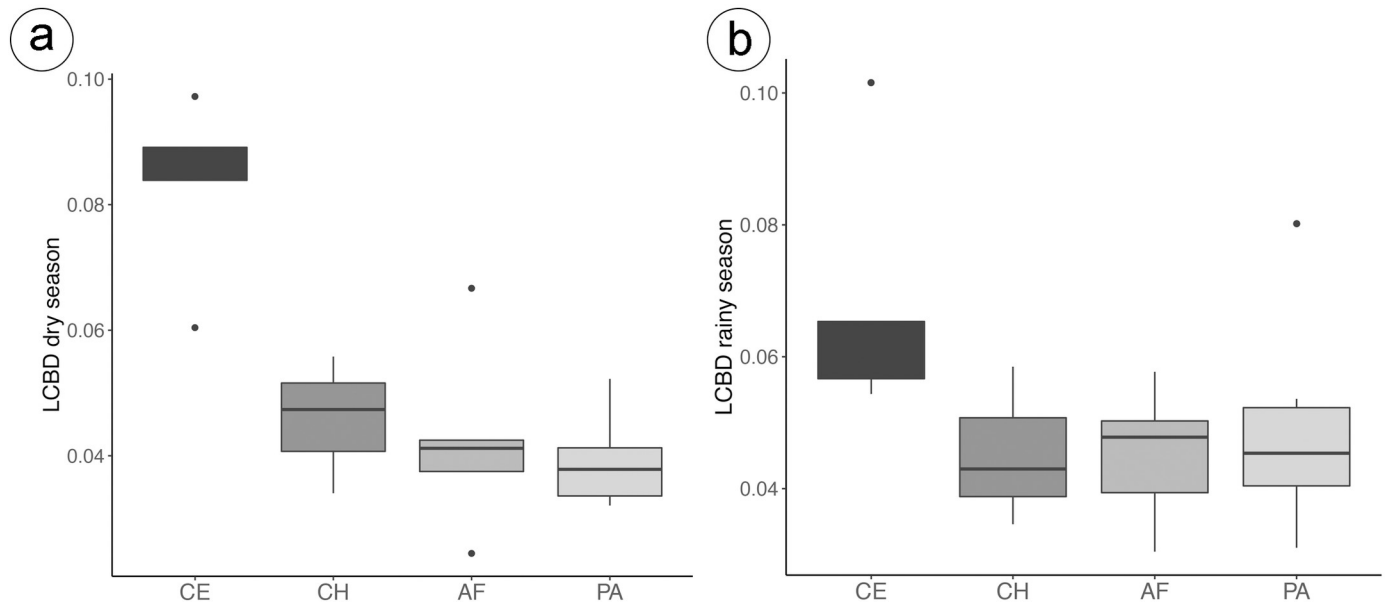 a
LCBD dry season
0.10
0.08
0.06
0.04
CE CH AF PA
b
LCBD rainy season
0.10
0.08
0.06
0.04
CE CH AF PA